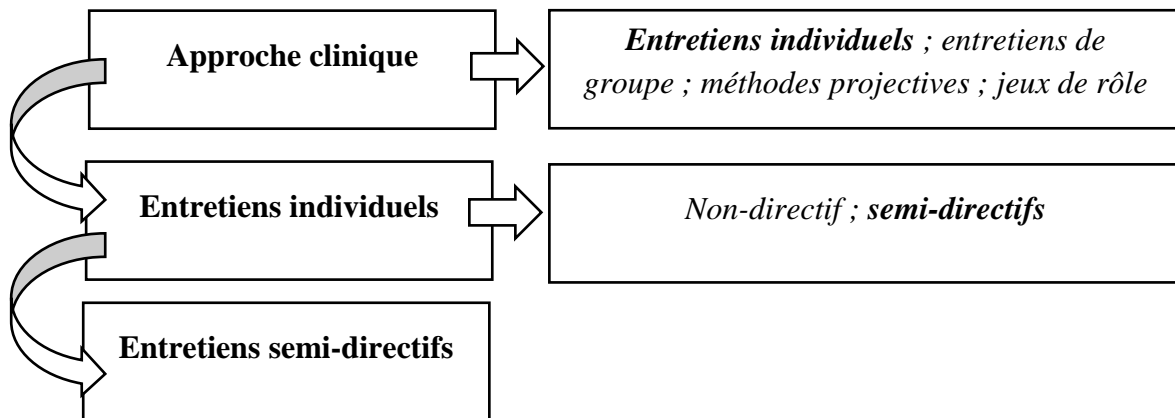 Approche clinique
Entretiens individuels ; entretiens de
groupe ; méthodes projectives ; jeux de rôle
Entretiens individuels
Non-directif ; semi-directifs
Entretiens semi-directifs